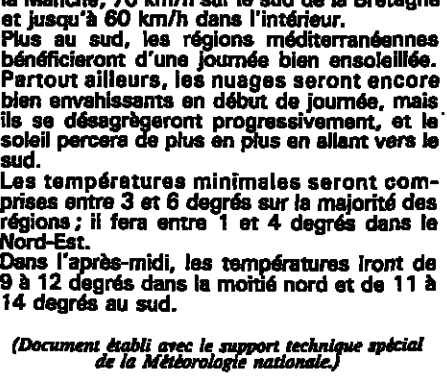 la Manche, 70 km/h sur le sud de la Bretagne
et jusqu'à 60 km/h dans l'intérieur.
Plus au sud, les régions méditerranéennes
bénéficieront d'une journée bien ensoleillée.
Partout ailleurs, les nuages seront encore
bien envahissants en début de journée, mais
ils se désagrègeront progressivement, et le
soleil percera de plus en plus en allant vers le
sud.
Les températures minimales seront com-
prises entre 3 et 6 degrés sur la majorité des
régions ; il fera entre 1 et 4 degrés dans le
Nord-Est.
Dans l'après-midi, les températures iront de
9 à 12 degrés dans la moitié nord et de 11 à
14 degrés au sud.
(Document établi avec le support technique spécial
de la Météorologie nationale.)